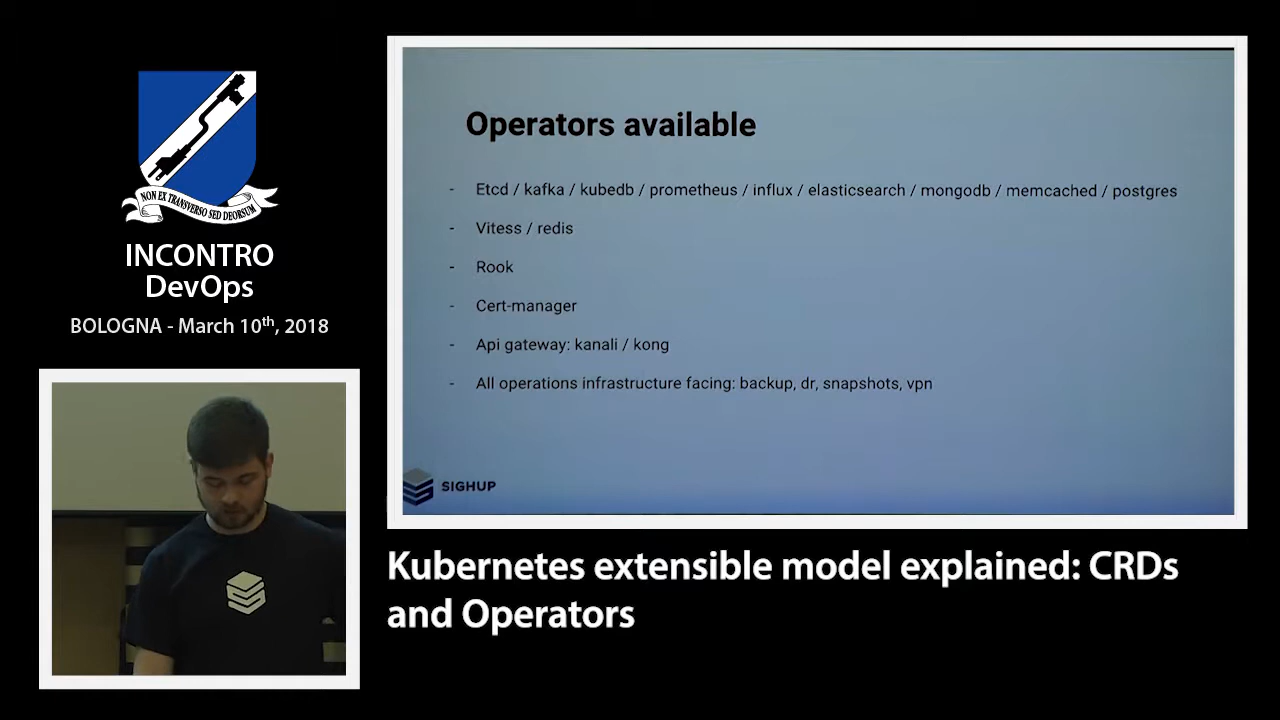 NON EX TRANSVERSO SED DEORSUM
INCONTRO
DevOps
BOLOGNA - March 10th, 2018
Operators available
- Etcd / kafka / kubedb / prometheus / influx / elasticsearch / mongodb / memcached / postgres
- Vitess / redis
- Rook
- Cert-manager
- Api gateway: kanali / kong
- All operations infrastructure facing: backup, dr, snapshots, vpn
SIGHUP
Kubernetes extensible model explained: CRDs
and Operators